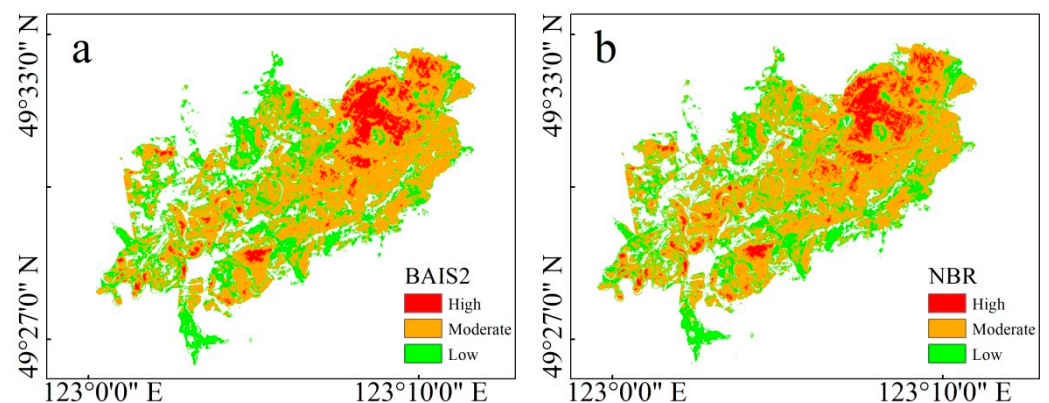 a
49°33'0" N
49°27'0" N
BAIS2
High
Moderate
Low
123°0'0" E
123°10'0" E
b
49°33'0" N
49°27'0" N
NBR
High
Moderate
Low
123°0'0" E
123°10'0" E